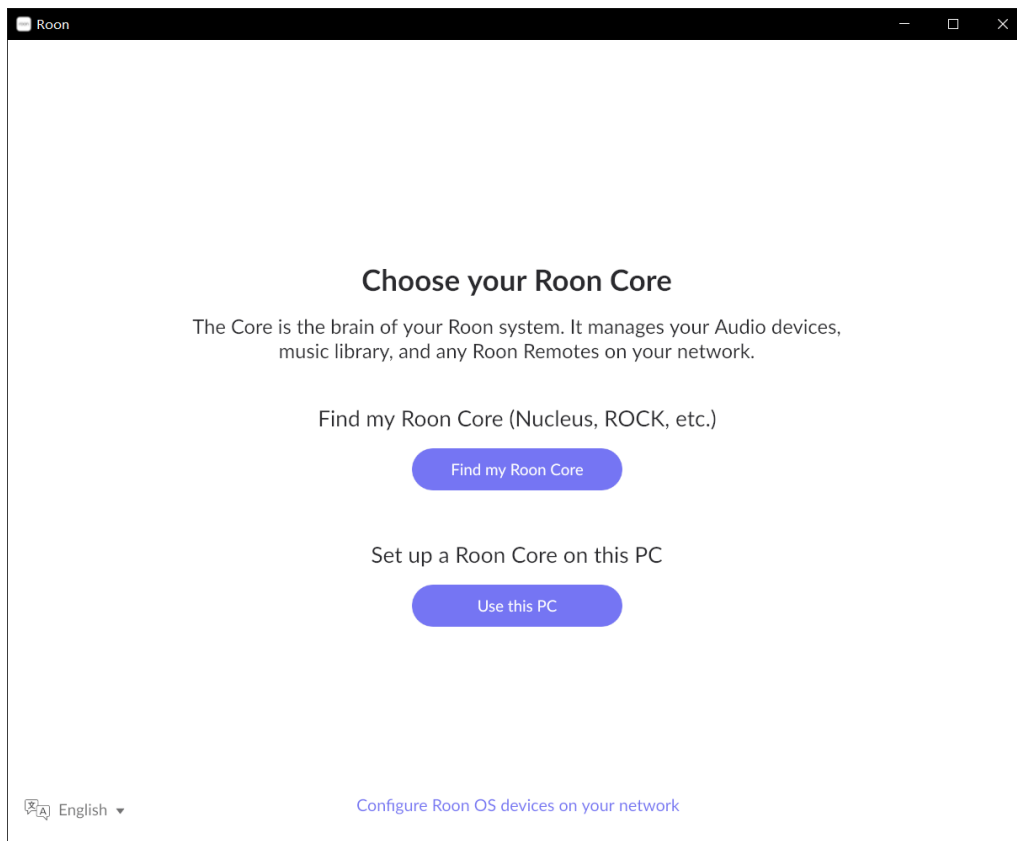 Roon
Choose your Roon Core
The Core is the brain of your Roon system. It manages your Audio devices,
music library, and any Roon Remotes on your network.
Find my Roon Core (Nucleus, ROCK, etc.)
Find my Roon Core
Set up a Roon Core on this PC
Use this PC
English
Configure Roon OS devices on your network